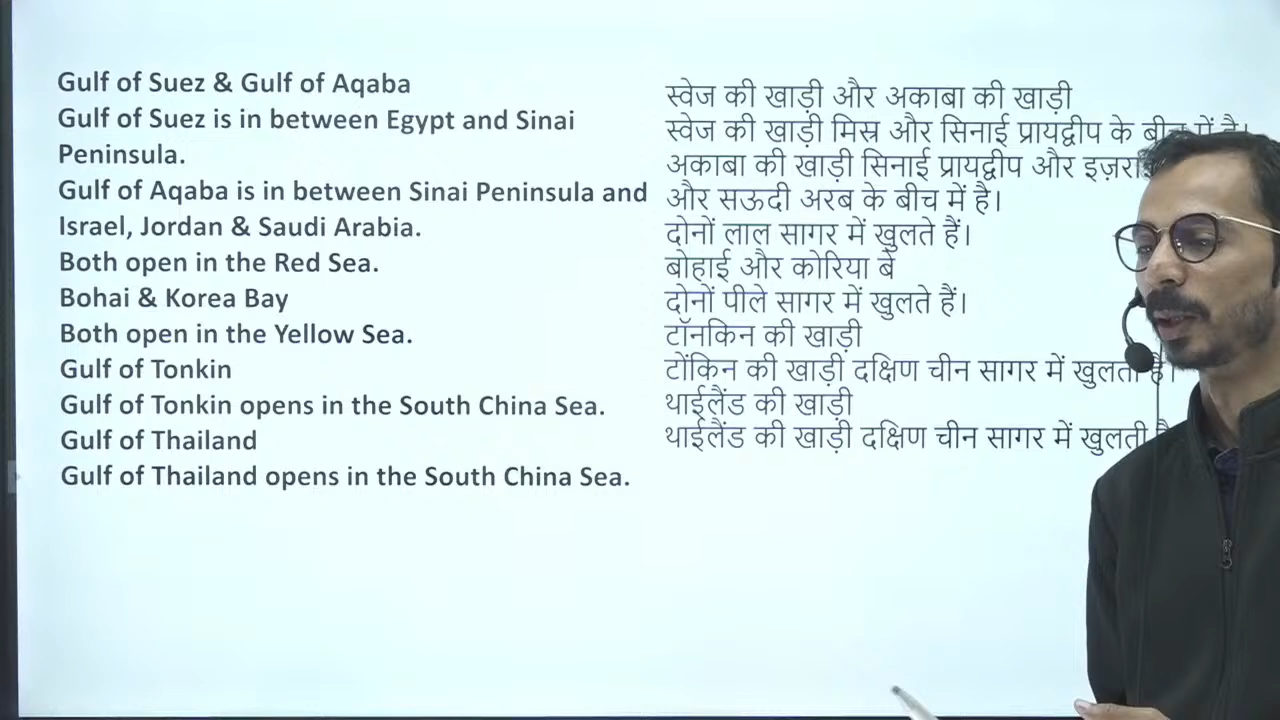 Gulf of Suez & Gulf of Aqaba
Gulf of Suez is in between Egypt and Sinai
Peninsula.
Gulf of Aqaba is in between Sinai Peninsula and
Israel, Jordan & Saudi Arabia.
Both open in the Red Sea.
Bohai & Korea Bay
Both open in the Yellow Sea.
Gulf of Tonkin
Gulf of Tonkin opens in the South China Sea.
Gulf of Thailand
Gulf of Thailand opens in the South China Sea.
स्वेज की खाड़ी और अकाबा की खाड़ी
स्वेज की खाड़ी मिस्र और सिनाई प्रायद्वीप के बीच में है।
अकाबा की खाड़ी सिनाई प्रायद्वीप और
और सऊदी अरब के बीच में है।
दोनों लाल सागर में खुलते हैं।
बोहाई और कोरिया बे
दोनों पीले सागर में खुलते हैं।
टॉनकिन की खाड़ी
टोंकिन की खाड़ी दक्षिण चीन सागर में खुलती है।
थाईलैंड की खाड़ी
थाईलैंड की खाड़ी दक्षिण चीन सागर में खुलती